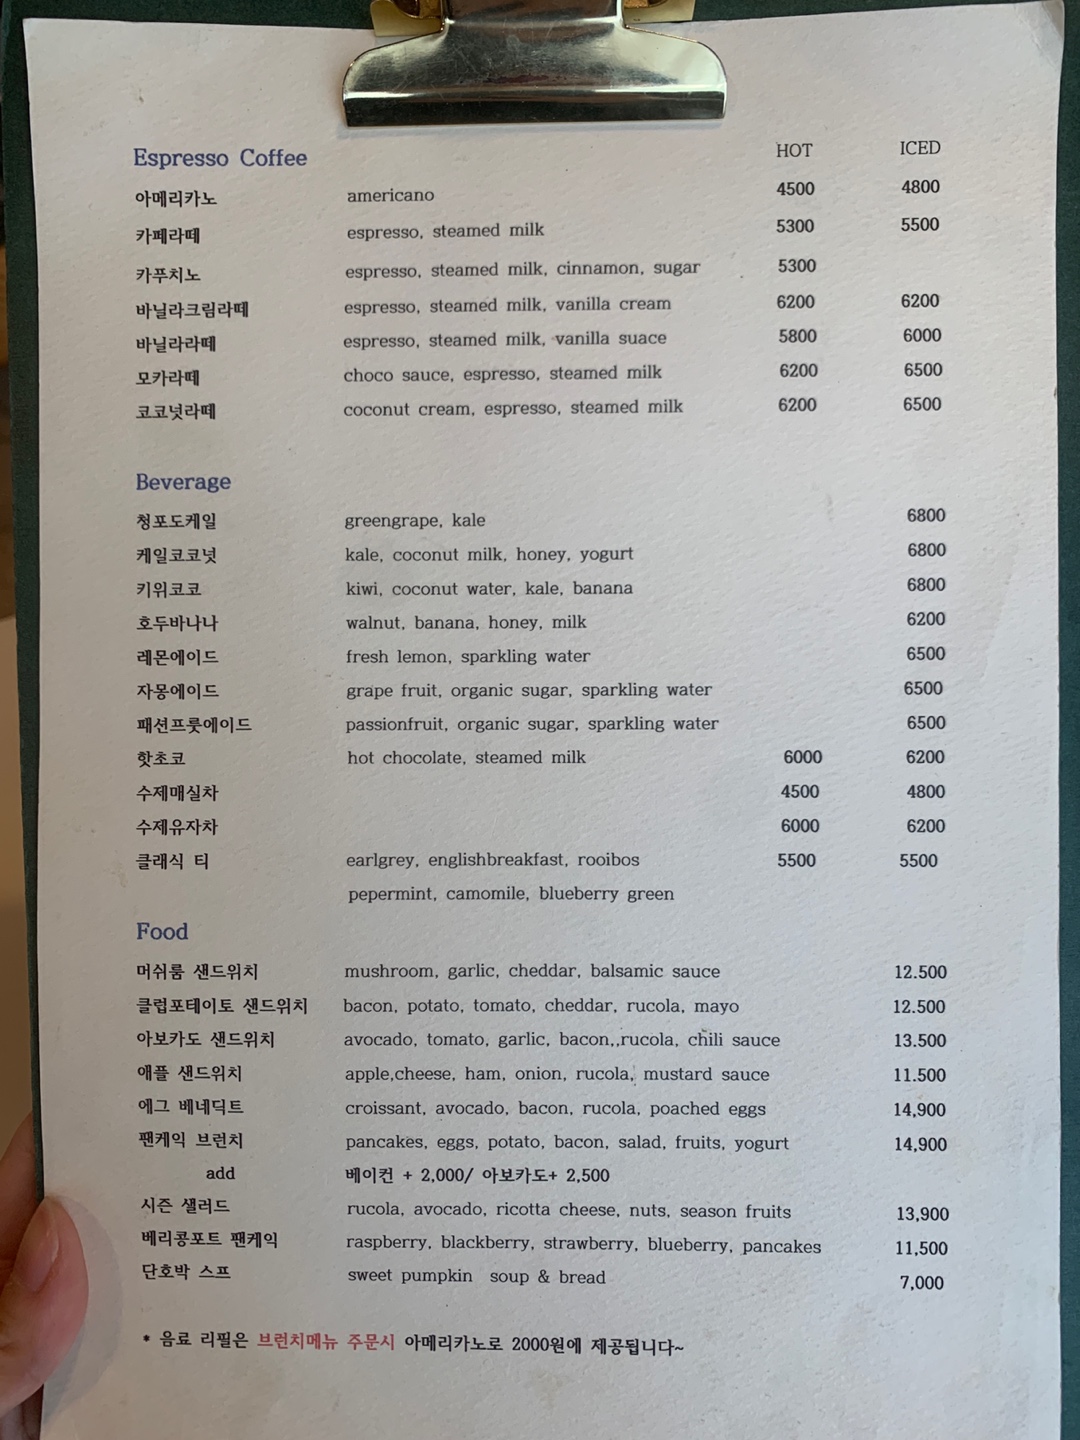 HOT ICED
Espresso Coffee
아메리카노 americano 4500 4800
카페라떼 espresso, steamed milk 5300 5500
카푸치노 espresso, steamed milk, cinnamon, sugar 5300
바닐라크림라떼 espresso, steamed milk, vanilla cream 6200 6200
바닐라라떼 espresso, steamed milk, vanilla suace 5800 6000
모카라떼 choco sauce, espresso, steamed milk 6200 6500
코코넛라떼 coconut cream, espresso, steamed milk 6200 6500
Beverage
청포도케일 greengrape, kale 6800
케일코코넛 kale, coconut milk, honey, yogurt 6800
키위코코 kiwi, coconut water, kale, banana 6800
호두바나나 walnut, banana, honey, milk 6200
레몬에이드 fresh lemon, sparkling water 6500
자몽에이드 grape fruit, organic sugar, sparkling water 6500
패션프룻에이드 passionfruit, organic sugar, sparkling water 6500
핫초코 hot chocolate, steamed milk 6000 6200
수제매실차 4500 4800
수제유자차 6000 6200
클래식 티 earlgrey, englishbreakfast, rooibos 5500 5500
pepermint, camomile, blueberry green
Food
머쉬룸 샌드위치 mushroom, garlic, cheddar, balsamic sauce 12.500
클럽포테이토 샌드위치 bacon, potato, tomato, cheddar, rucola, mayo 12.500
아보카도 샌드위치 avocado, tomato, garlic, bacon,,rucola, chili sauce 13.500
애플 샌드위치 apple,cheese, ham, onion, rucola, mustard sauce 11.500
에그 베네딕트 croissant, avocado, bacon, rucola, poached eggs 14,900
팬케익 브런치 pancakes, eggs, potato, bacon, salad, fruits, yogurt 14,900
add 베이컨 + 2,000/ 아보카도+ 2,500
시즌 샐러드 rucola, avocado, ricotta cheese, nuts, season fruits 13,900
베리콩포트 팬케익 raspberry, blackberry, strawberry, blueberry, pancakes 11,500
단호박 스프 sweet pumpkin soup & bread 7,000
* 음료 리필은 브런치메뉴 주문시 아메리카노로 2000원에 제공됩니다~